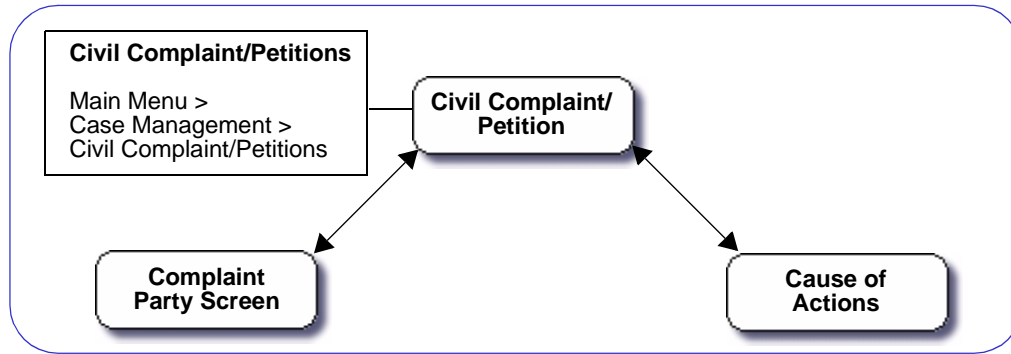 Civil Complaint/Petitions
Main Menu >
Case Management >
Civil Complaint/Petitions
Civil Complaint/
Petition
Complaint
Party Screen
Cause of
Actions